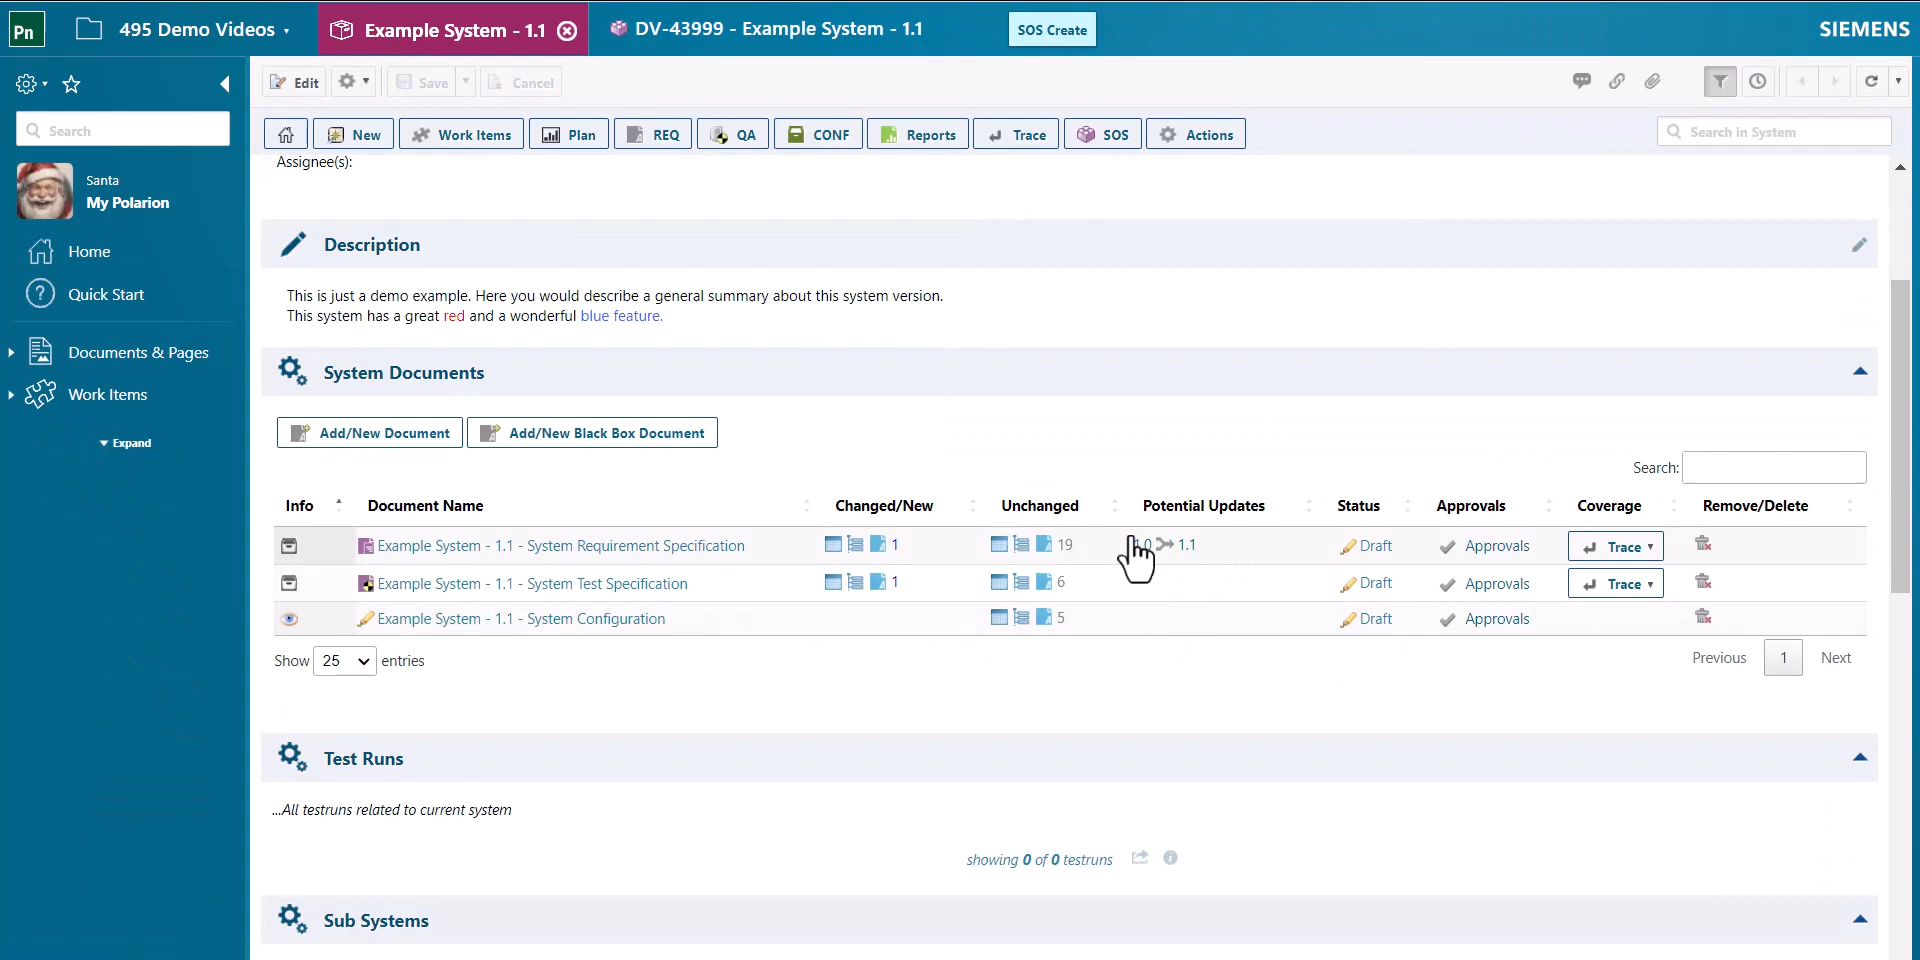 Pn 495 Demo Videos Example System - 1.1 DV-43999 - Example System - 1.1 SOS Create SIEMENS
Edit Save Cancel
Search
New Work Items Plan REQ QA CONF Reports Trace SOS Actions Search in System
Assignee(s):
Santa
My Polarion
Home
Quick Start
Documents & Pages
Work Items
Expand
Description
This is just a demo example. Here you would describe a general summary about this system version.
This system has a great red and a wonderful blue feature.
System Documents
Add/New Document Add/New Black Box Document
Search:
Info Document Name Changed/New Unchanged Potential Updates Status Approvals Coverage Remove/Delete
Example System - 1.1 - System Requirement Specification 1 19 1.1 Draft Approvals Trace
Example System - 1.1 - System Test Specification 1 6 Draft Approvals Trace
Example System - 1.1 - System Configuration 5 Draft Approvals
Show 25 entries Previous 1 Next
Test Runs
...All testruns related to current system
showing 0 of 0 testruns
Sub Systems